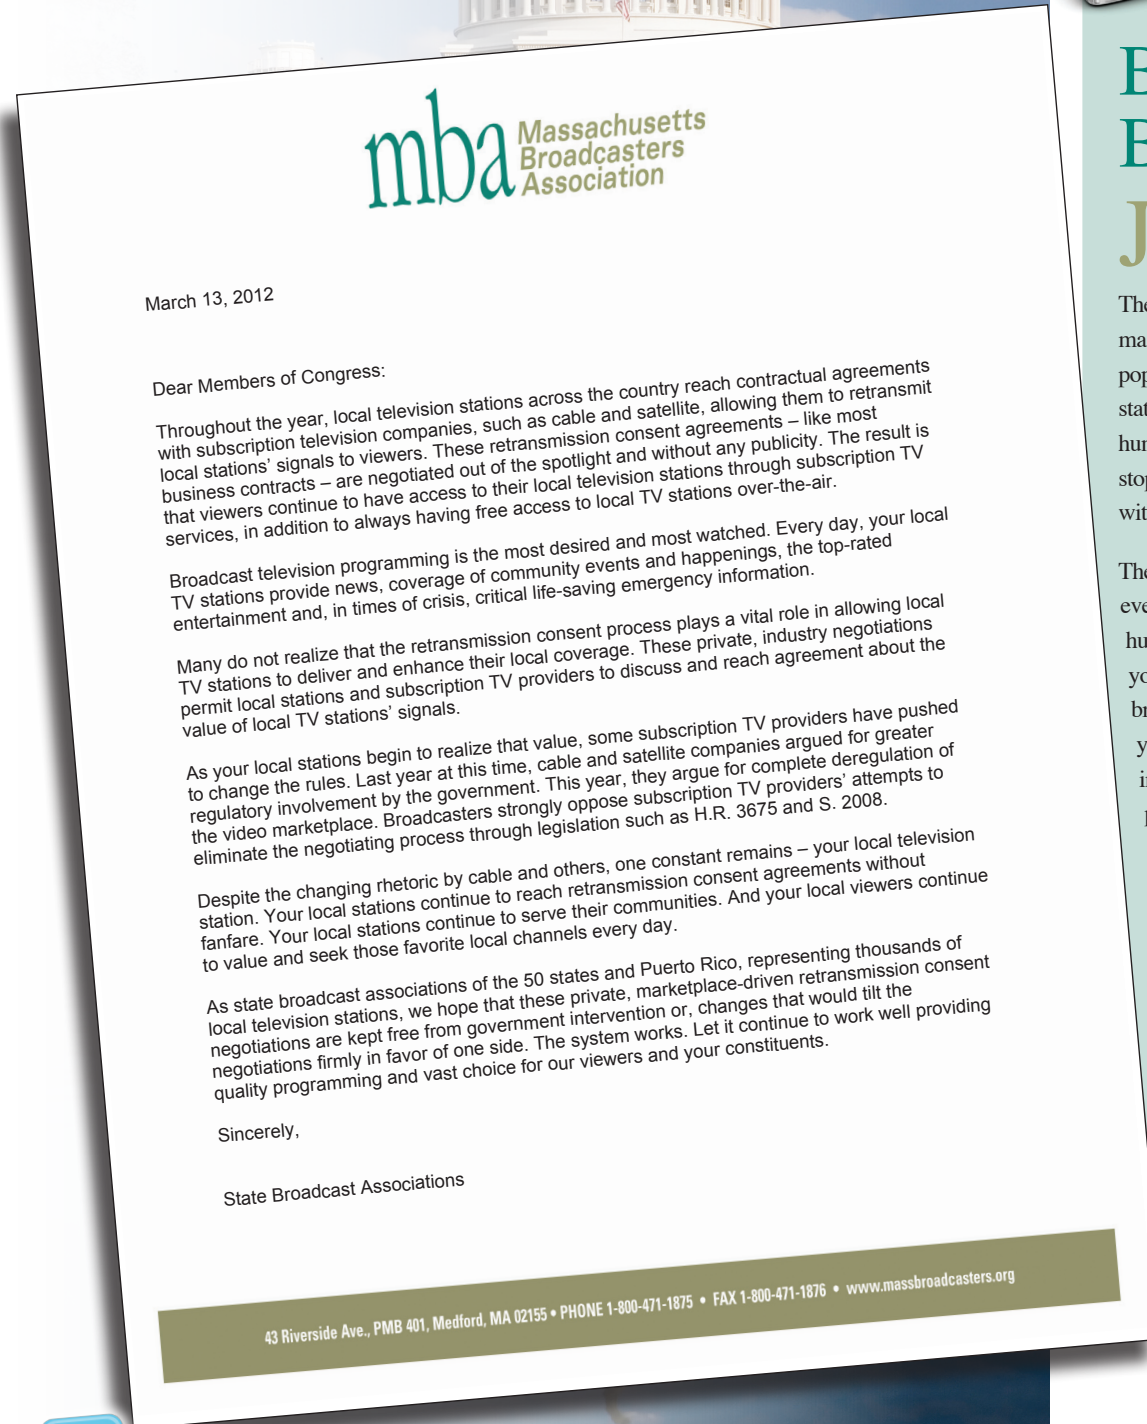 mba Massachusetts
Broadcasters
Association
March 13, 2012
Dear Members of Congress:
Throughout the year, local television stations across the country reach contractual agreements
with subscription television companies, such as cable and satellite, allowing them to retransmit
local stations’ signals to viewers. These retransmission consent agreements – like most
business contracts – are negotiated out of the spotlight and without any publicity. The result is
that viewers continue to have access to their local television stations through subscription TV
services, in addition to always having free access to local TV stations over-the-air.
Broadcast television programming is the most desired and most watched. Every day, your local
TV stations provide news, coverage of community events and happenings, the top-rated
entertainment and, in times of crisis, critical life-saving emergency information.
Many do not realize that the retransmission consent process plays a vital role in allowing local
TV stations to deliver and enhance their local coverage. These private, industry negotiations
permit local stations and subscription TV providers to discuss and reach agreement about the
value of local TV stations’ signals.
As your local stations begin to realize that value, some subscription TV providers have pushed
to change the rules. Last year at this time, cable and satellite companies argued for greater
regulatory involvement by the government. This year, they argue for complete deregulation of
the video marketplace. Broadcasters strongly oppose subscription TV providers’ attempts to
eliminate the negotiating process through legislation such as H.R. 3675 and S. 2008.
Despite the changing rhetoric by cable and others, one constant remains – your local television
station. Your local stations continue to reach retransmission consent agreements without
fanfare. Your local stations continue to serve their communities. And your local viewers continue
to value and seek those favorite local channels every day.
As state broadcast associations of the 50 states and Puerto Rico, representing thousands of
local television stations, we hope that these private, marketplace-driven retransmission consent
negotiations are kept free from government intervention or, changes that would tilt the
negotiations firmly in favor of one side. The system works. Let it continue to work well providing
quality programming and vast choice for our viewers and your constituents.
Sincerely,
State Broadcast Associations
43 Riverside Ave., PMB 401, Medford, MA 02155 • PHONE 1-800-471-1875 • FAX 1-800-471-1876 • www.massbroadcasters.org